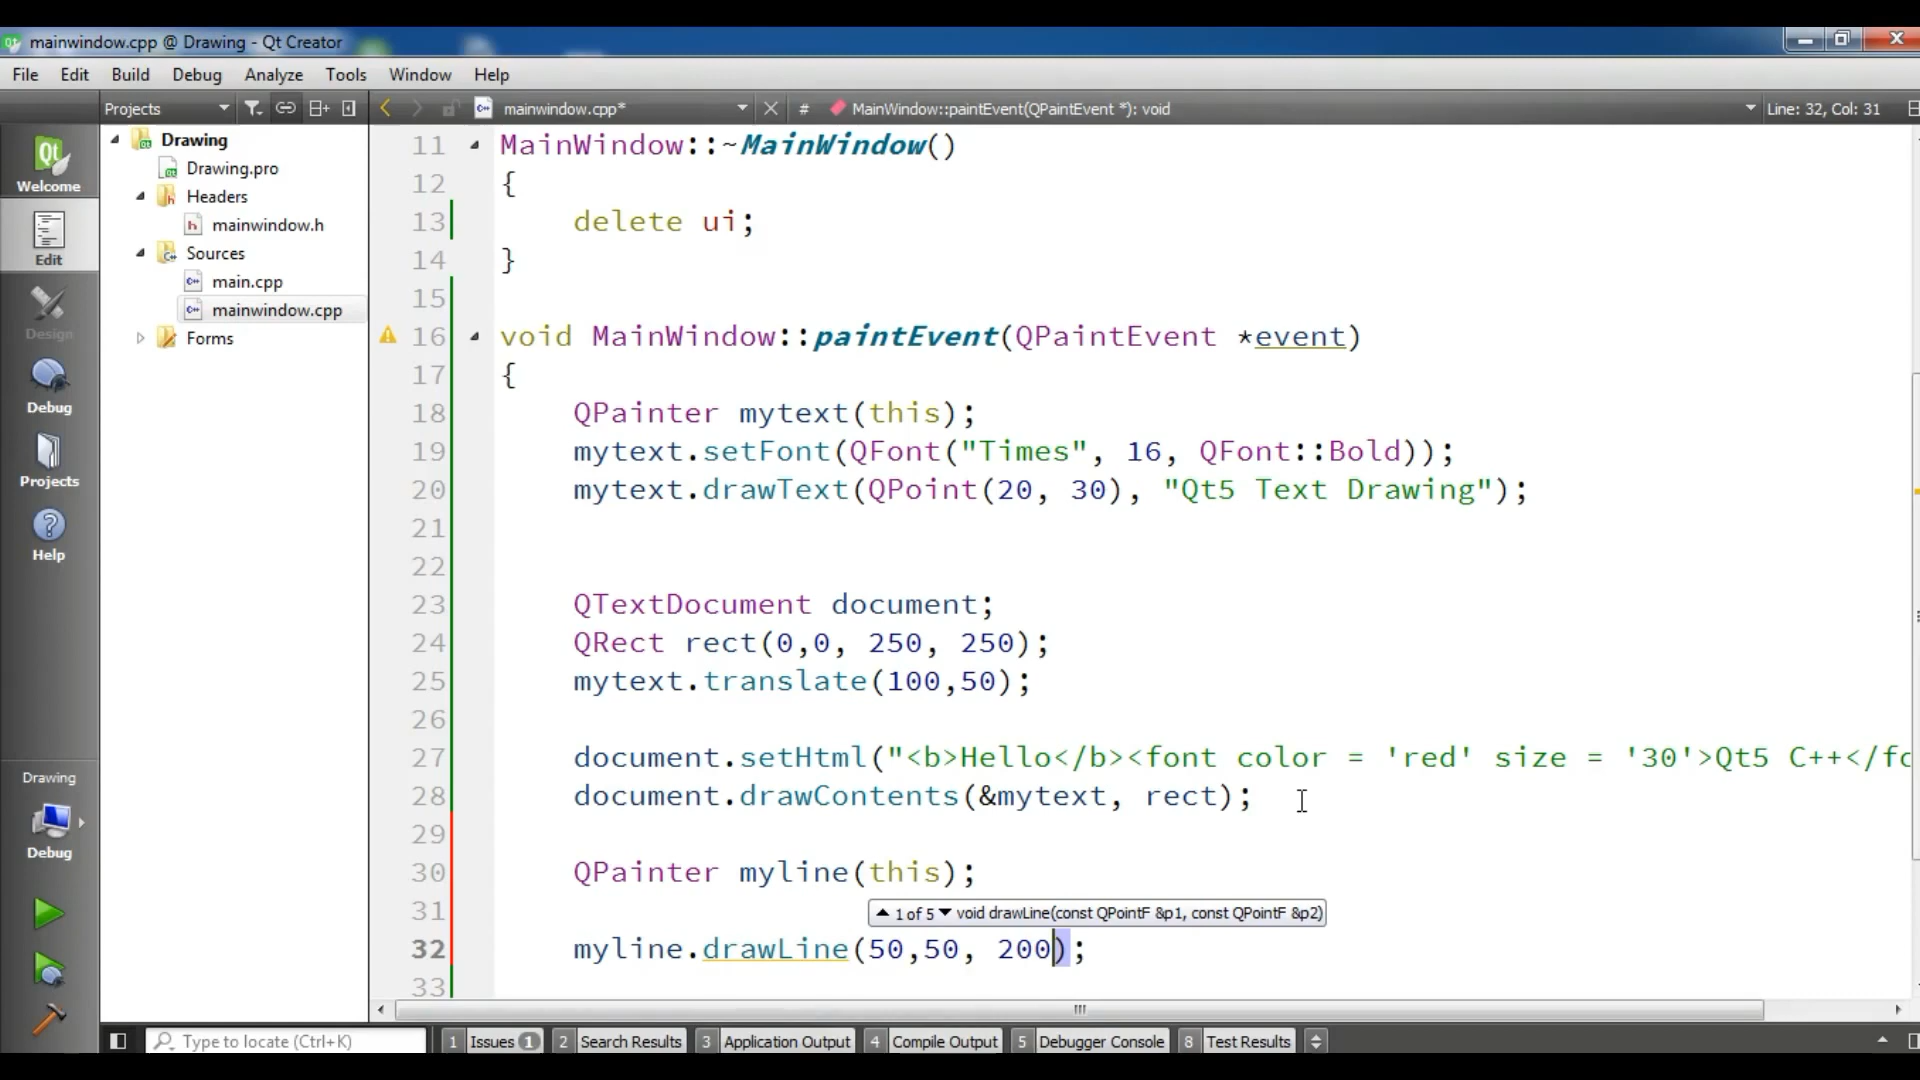 mainwindow.cpp @ Drawing - Qt Creator
File Edit Build Debug Analyze Tools Window Help
Projects mainwindow.cpp* # MainWindow::paintEvent(QPaintEvent *): void Line: 32, Col: 31
Welcome
Edit
Design
Debug
Projects
Help
Drawing
Debug
Drawing
Drawing.pro
Headers
mainwindow.h
Sources
main.cpp
mainwindow.cpp
Forms
11 MainWindow::~MainWindow()
12 {
13 delete ui;
14 }
15
16 void MainWindow::paintEvent(QPaintEvent *event)
17 {
18 QPainter mytext(this);
19 mytext.setFont(QFont("Times", 16, QFont::Bold));
20 mytext.drawText(QPoint(20, 30), "Qt5 Text Drawing");
21
22
23 QTextDocument document;
24 QRect rect(0,0, 250, 250);
25 mytext.translate(100,50);
26
27 document.setHtml("<b>Hello</b><font color = 'red' size = '30'>Qt5 C++</fo
28 document.drawContents(&mytext, rect);
29
30 QPainter myline(this);
31 1 of 5 void drawLine(const QPointF &p1, const QPointF &p2)
32 myline.drawLine(50,50, 200);
33
Type to locate (Ctrl+K) 1 Issues 1 2 Search Results 3 Application Output 4 Compile Output 5 Debugger Console 8 Test Results